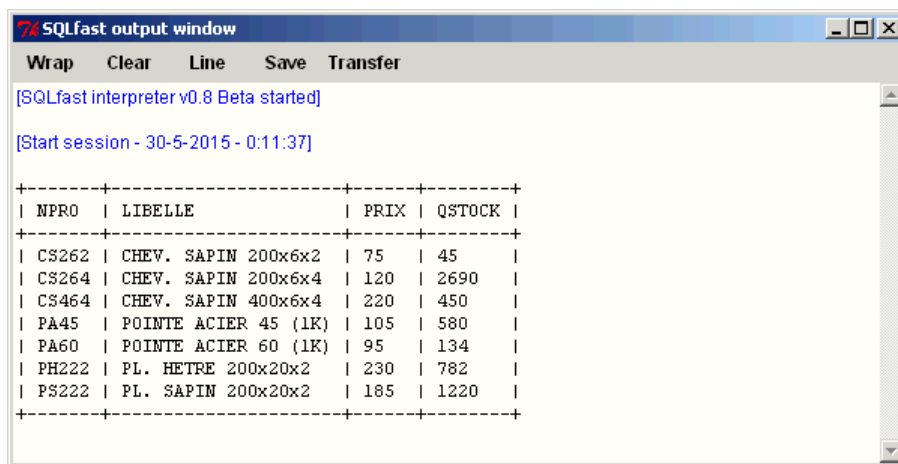 SQLfast output window
Wrap Clear Line Save Transfer
[SQLfast interpreter v0.8 Beta started]
[Start session - 30-5-2015 - 0:11:37]
+-------+----------------------+------+--------+
| NPRO  | LIBELLE              | PRIX | QSTOCK |
+-------+----------------------+------+--------+
| CS262 | CHEV. SAPIN 200x6x2  | 75   | 45     |
| CS264 | CHEV. SAPIN 200x6x4  | 120  | 2690   |
| CS464 | CHEV. SAPIN 400x6x4  | 220  | 450    |
| PA45  | POINTE ACIER 45 (1K) | 105  | 580    |
| PA60  | POINTE ACIER 60 (1K) | 95   | 134    |
| PH222 | PL. HETRE 200x20x2   | 230  | 782    |
| PS222 | PL. SAPIN 200x20x2   | 185  | 1220   |
+-------+----------------------+------+--------+